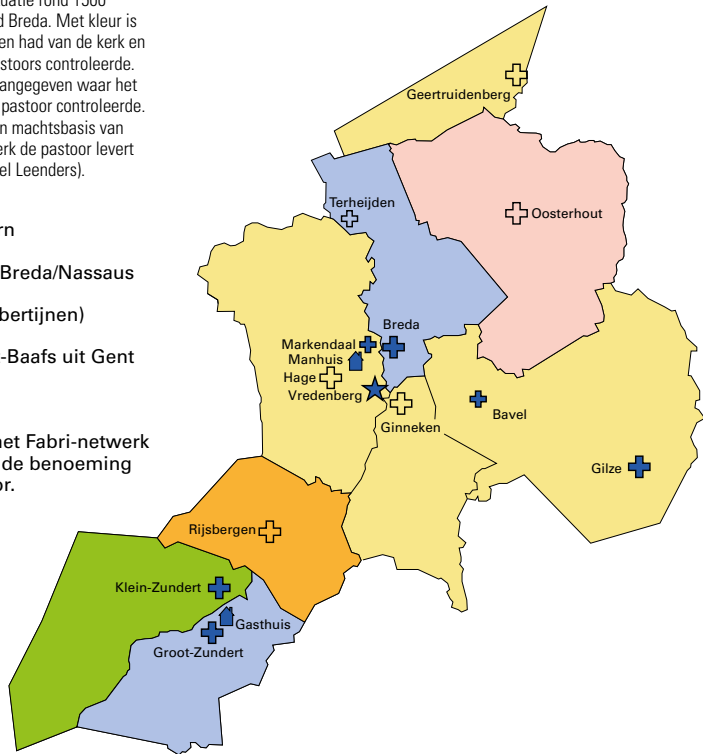 d Breda. Met kleur is
en had van de kerk en
stoors controleerde.
angegeven waar het
pastoor controleerde.
n machtsbasis van
erk de pastoor levert
el Leenders).
rn
Breda/Nassaus
bertijnen)
-Baafs uit Gent
net Fabri-netwerk
de benoeming
or.
Geertruidenberg
Terheijden
Oosterhout
Breda
Markendaal
Manhuis
Hage
Vredenberg
Ginneken
Bavel
Gilze
Rijsbergen
Klein-Zundert
Gasthuis
Groot-Zundert